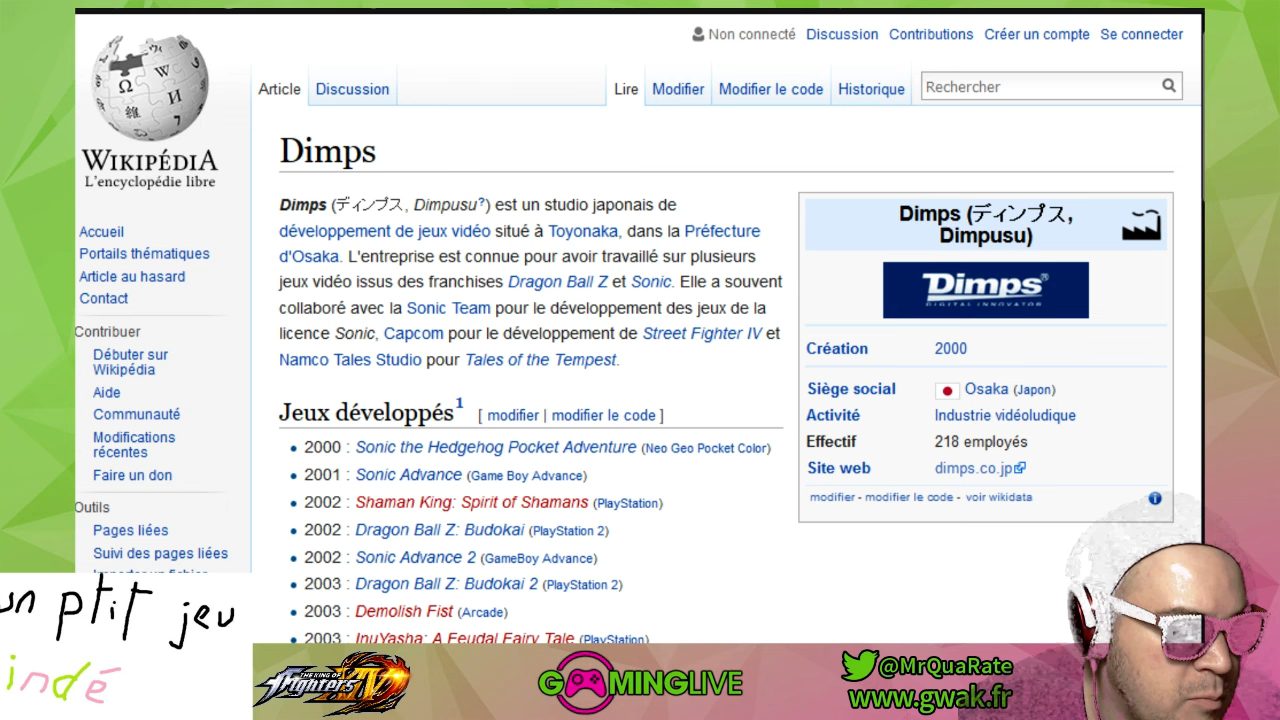 Non connecté Discussion Contributions Créer un compte Se connecter
Article Discussion Lire Modifier Modifier le code Historique Rechercher
WIKIPÉDIA
L'encyclopédie libre
Accueil
Portails thématiques
Article au hasard
Contact
Contribuer
Débuter sur
Wikipédia
Aide
Communauté
Modifications
récentes
Faire un don
Outils
Pages liées
Suivi des pages liées
Dimps
Dimps (ディンプス, Dimpusu?) est un studio japonais de
développement de jeux vidéo situé à Toyonaka, dans la Préfecture
d'Osaka. L'entreprise est connue pour avoir travaillé sur plusieurs
jeux vidéo issus des franchises Dragon Ball Z et Sonic. Elle a souvent
collaboré avec la Sonic Team pour le développement des jeux de la
licence Sonic, Capcom pour le développement de Street Fighter IV et
Namco Tales Studio pour Tales of the Tempest.
Jeux développés1 [ modifier | modifier le code ]
2000 : Sonic the Hedgehog Pocket Adventure (Neo Geo Pocket Color)
2001 : Sonic Advance (Game Boy Advance)
2002 : Shaman King: Spirit of Shamans (PlayStation)
2002 : Dragon Ball Z: Budokai (PlayStation 2)
2002 : Sonic Advance 2 (GameBoy Advance)
2003 : Dragon Ball Z: Budokai 2 (PlayStation 2)
2003 : Demolish Fist (Arcade)
2003 : InuYasha: A Feudal Fairy Tale (PlayStation)
Dimps (ディンプス,
Dimpusu)
Dimps®
DIGITAL INNOVATOR
Création 2000
Siège social Osaka (Japon)
Activité Industrie vidéoludique
Effectif 218 employés
Site web dimps.co.jp
modifier - modifier le code - voir wikidata
un ptit jeu
indé
THE KING OF
FIGHTERS XIV
GAMINGLIVE
@MrQuaRate
www.gwak.fr